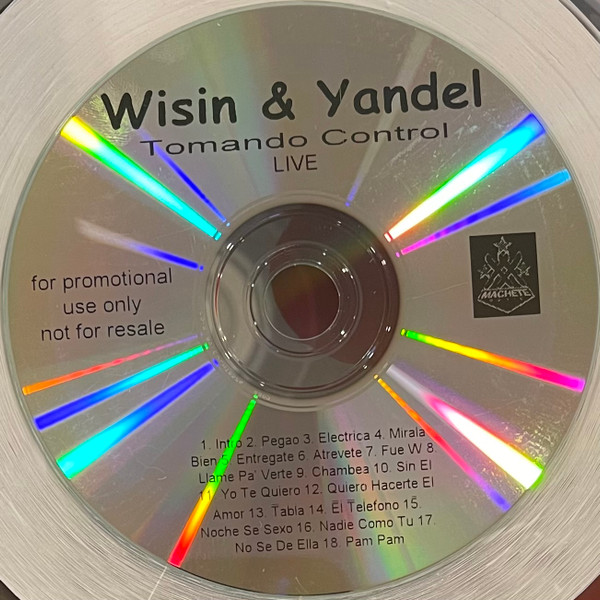 Wisin & Yandel
Tomando Control
LIVE
for promotional
use only
not for resale
MACHETE
1. Intro 2. Pegao 3. Electrica 4. Mirala
Bien 5. Entregate 6. Atrevete 7. Fue W 8.
Llame Pa' Verte 9. Chambea 10. Sin El
11. Yo Te Quiero 12. Quiero Hacerte El
Amor 13. Tabla 14. El Telefono 15.
Noche Se Sexo 16. Nadie Como Tu 17.
No Se De Ella 18. Pam Pam